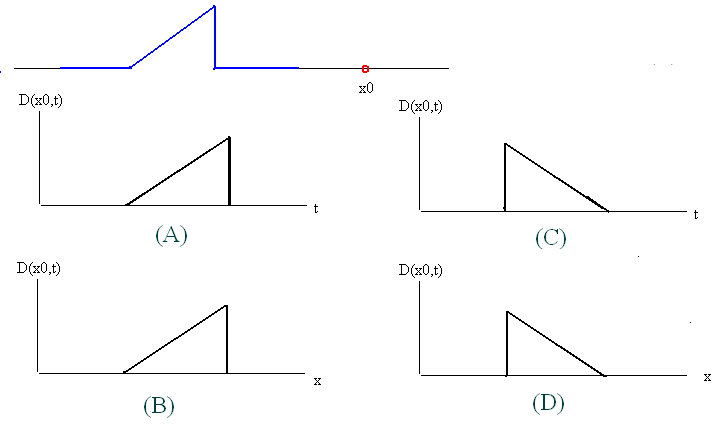 x0
D(x0,t)
t
(A)
D(x0,t)
t
(C)
D(x0,t)
x
(B)
D(x0,t)
x
(D)